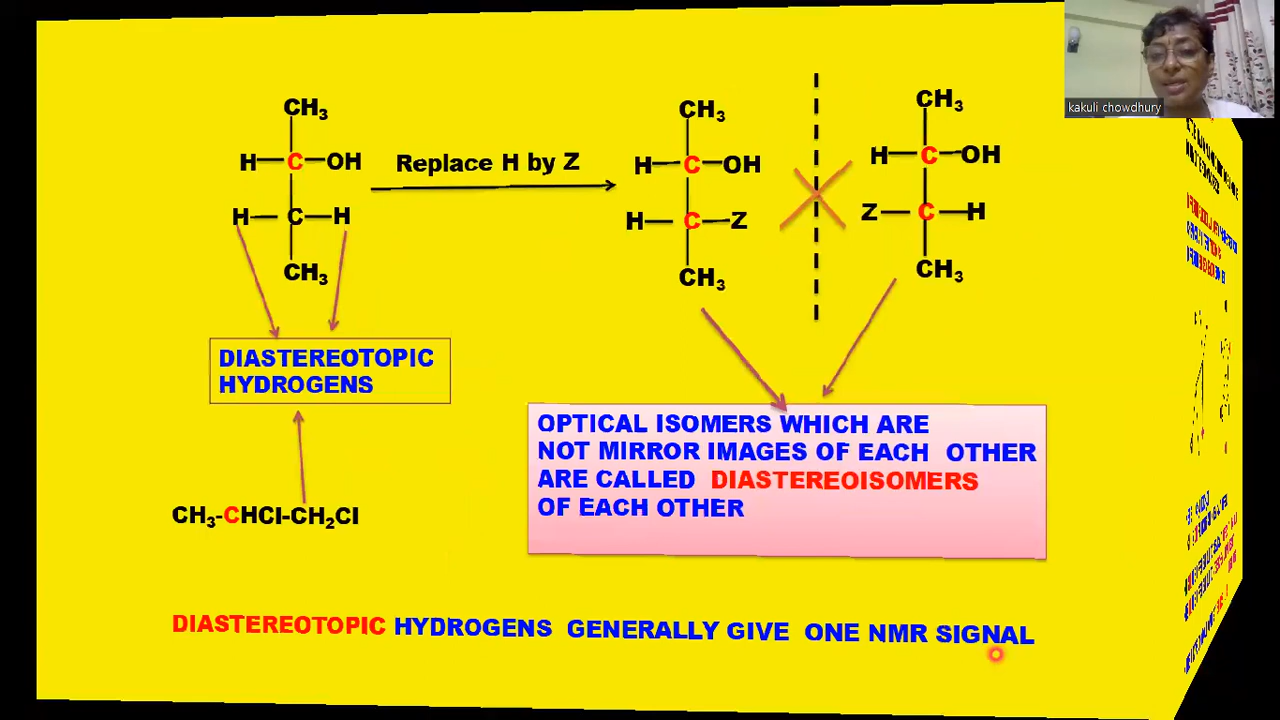 kakuli chowdhury
CH3
H C OH
H C H
CH3
Replace H by Z
CH3
H C OH
H C Z
CH3
CH3
H C OH
Z C H
CH3
DIASTEREOTOPIC
HYDROGENS
CH3-CHCl-CH2Cl
OPTICAL ISOMERS WHICH ARE
NOT MIRROR IMAGES OF EACH OTHER
ARE CALLED DIASTEREOISOMERS
OF EACH OTHER
DIASTEREOTOPIC HYDROGENS GENERALLY GIVE ONE NMR SIGNAL